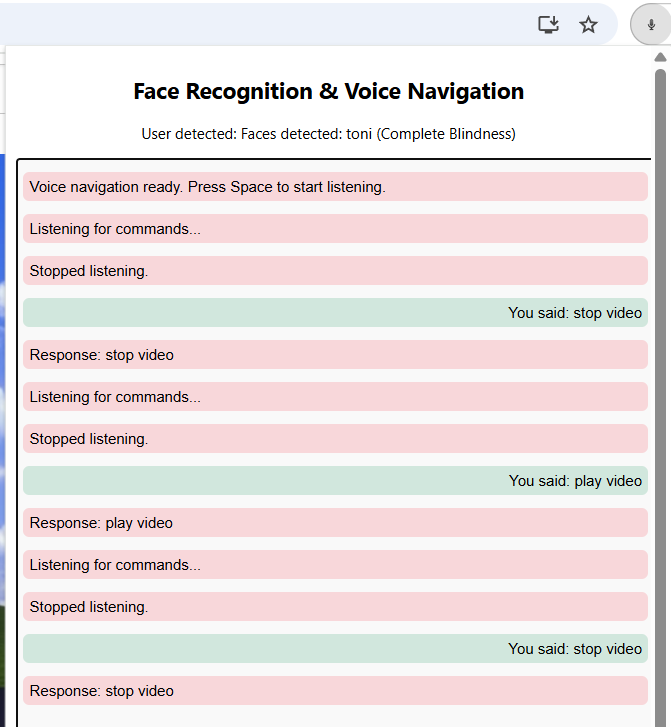 Face Recognition & Voice Navigation
User detected: Faces detected: toni (Complete Blindness)
Voice navigation ready. Press Space to start listening.
Listening for commands...
Stopped listening.
You said: stop video
Response: stop video
Listening for commands...
Stopped listening.
You said: play video
Response: play video
Listening for commands...
Stopped listening.
You said: stop video
Response: stop video